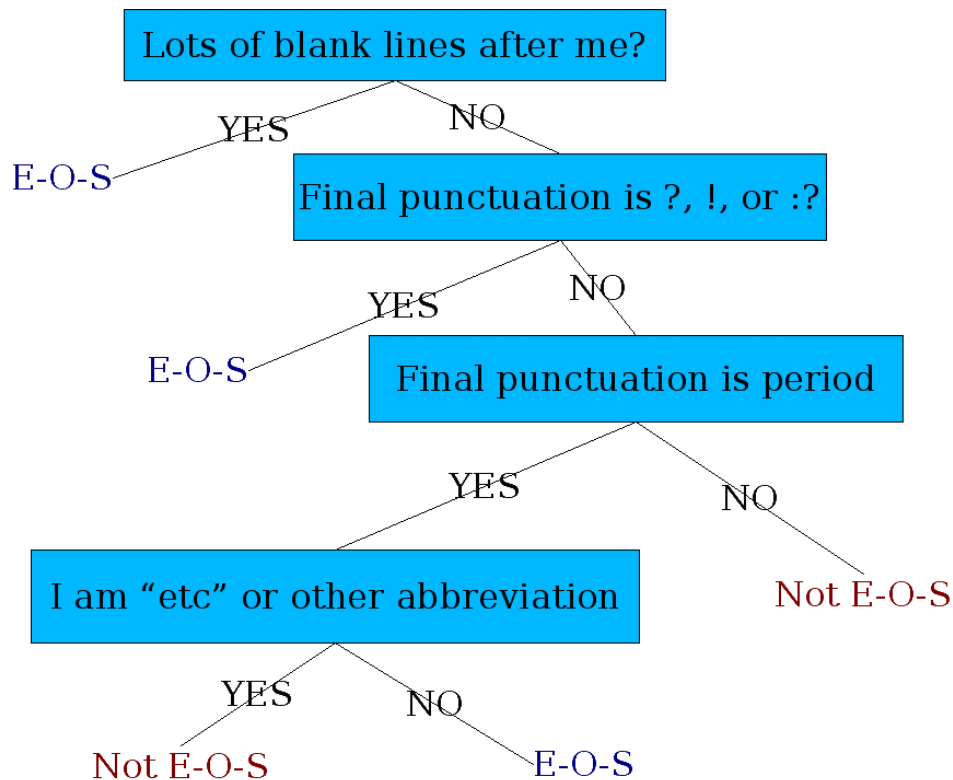 Lots of blank lines after me?
YES
NO
E-O-S
Final punctuation is ?, !, or :?
YES
NO
E-O-S
Final punctuation is period
YES
NO
I am “etc” or other abbreviation
Not E-O-S
YES
NO
Not E-O-S
E-O-S